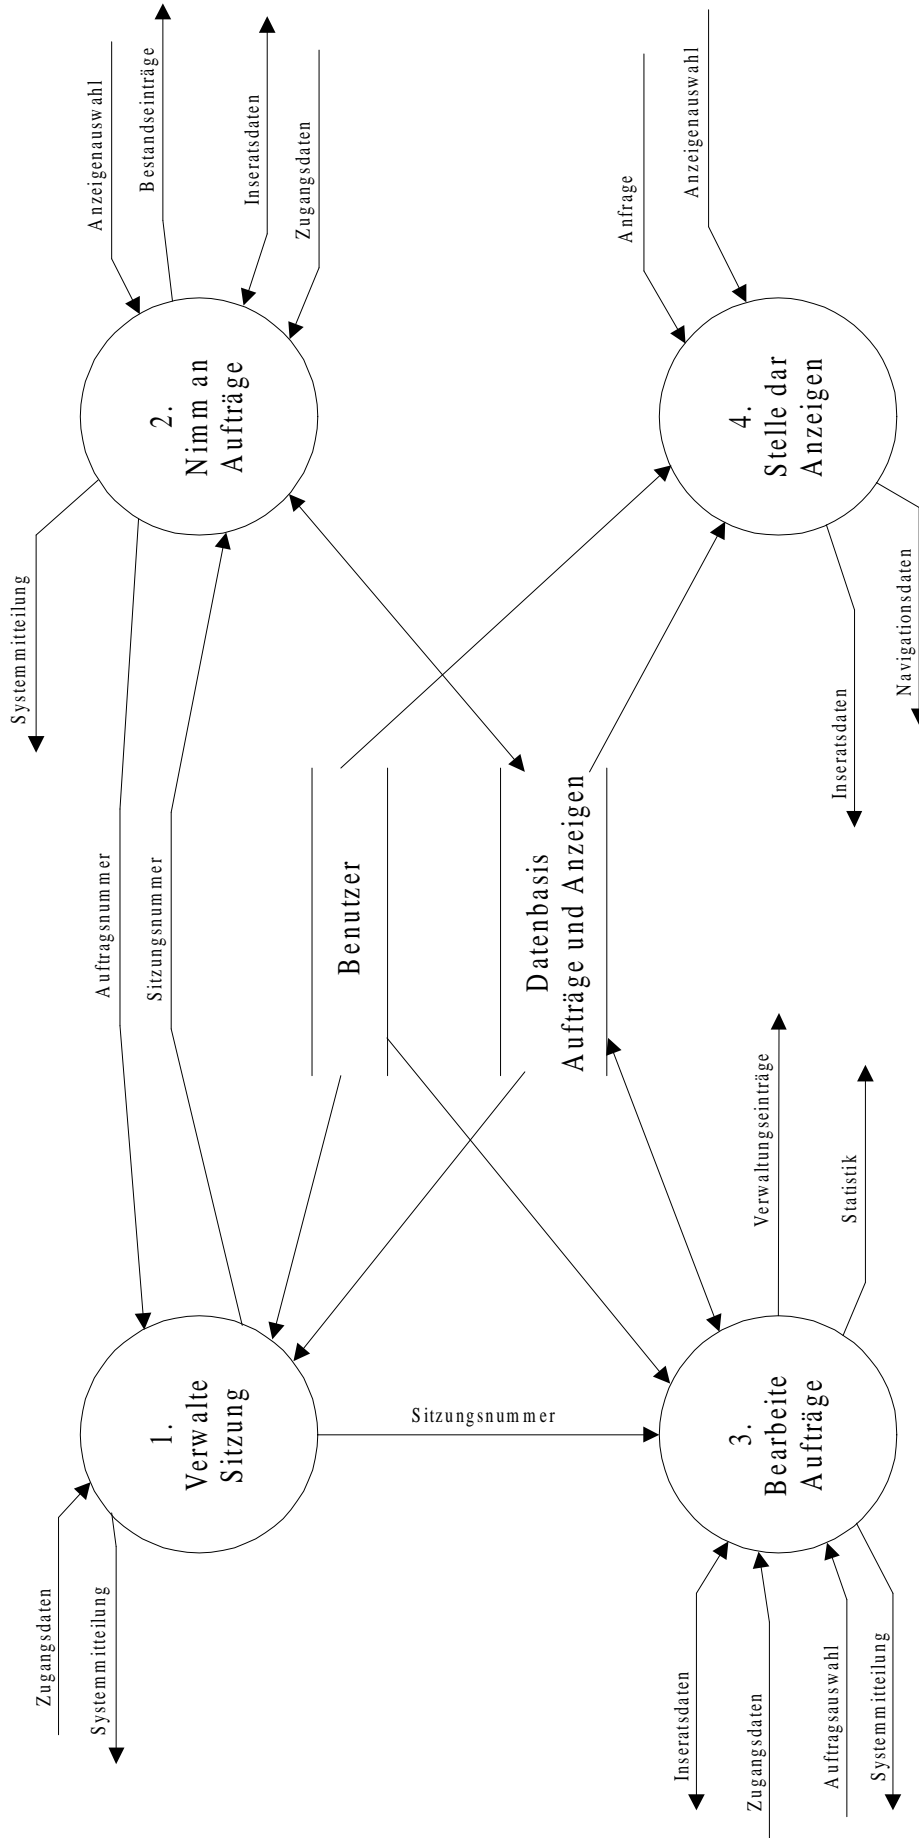 Zugangsdaten
Systemmitteilung
1.
Verwalte
Sitzung
Auftragsnummer
Sitzungsnummer
Systemmitteilung
2.
Nimm an
Aufträge
Anzeigenauswahl
Bestandseinträge
Inseratsdaten
Zugangsdaten
Sitzungsnummer
Benutzer
Datenbasis
Aufträge und Anzeigen
Inseratsdaten
Zugangsdaten
Auftragsauswahl
Systemmitteilung
3.
Bearbeite
Aufträge
Verwaltungseinträge
Statistik
Inseratsdaten
Navigationsdaten
4.
Stelle dar
Anzeigen
Anfrage
Anzeigenauswahl